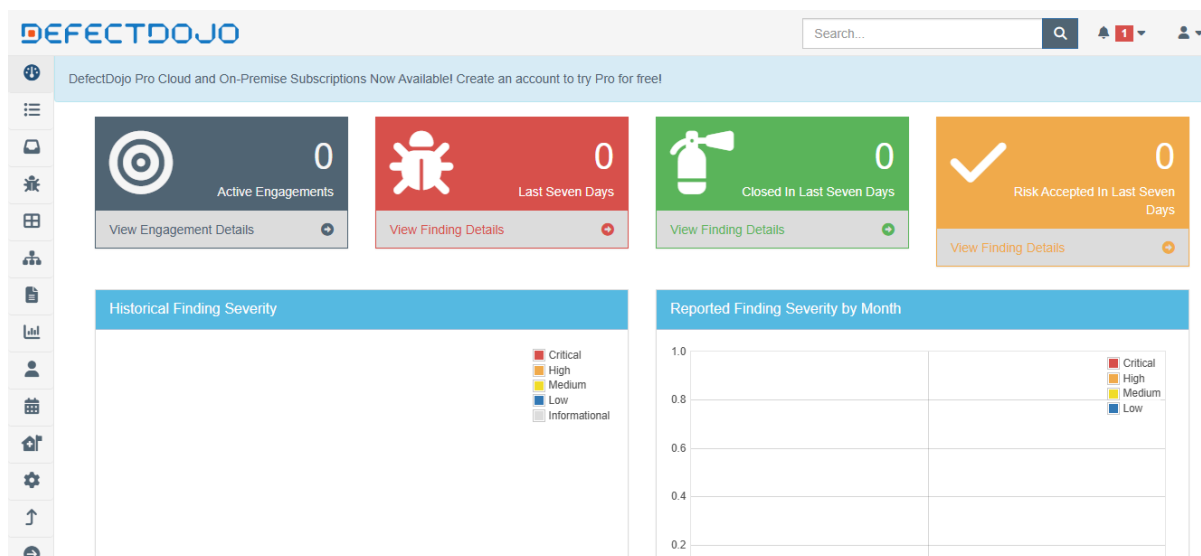 DEFECTDOJO
Search...
1
DefectDojo Pro Cloud and On-Premise Subscriptions Now Available! Create an account to try Pro for free!
0
Active Engagements
View Engagement Details
0
Last Seven Days
View Finding Details
0
Closed In Last Seven Days
View Finding Details
0
Risk Accepted In Last Seven
Days
View Finding Details
Historical Finding Severity
Critical
High
Medium
Low
Informational
Reported Finding Severity by Month
1.0
0.8
0.6
0.4
0.2
Critical
High
Medium
Low